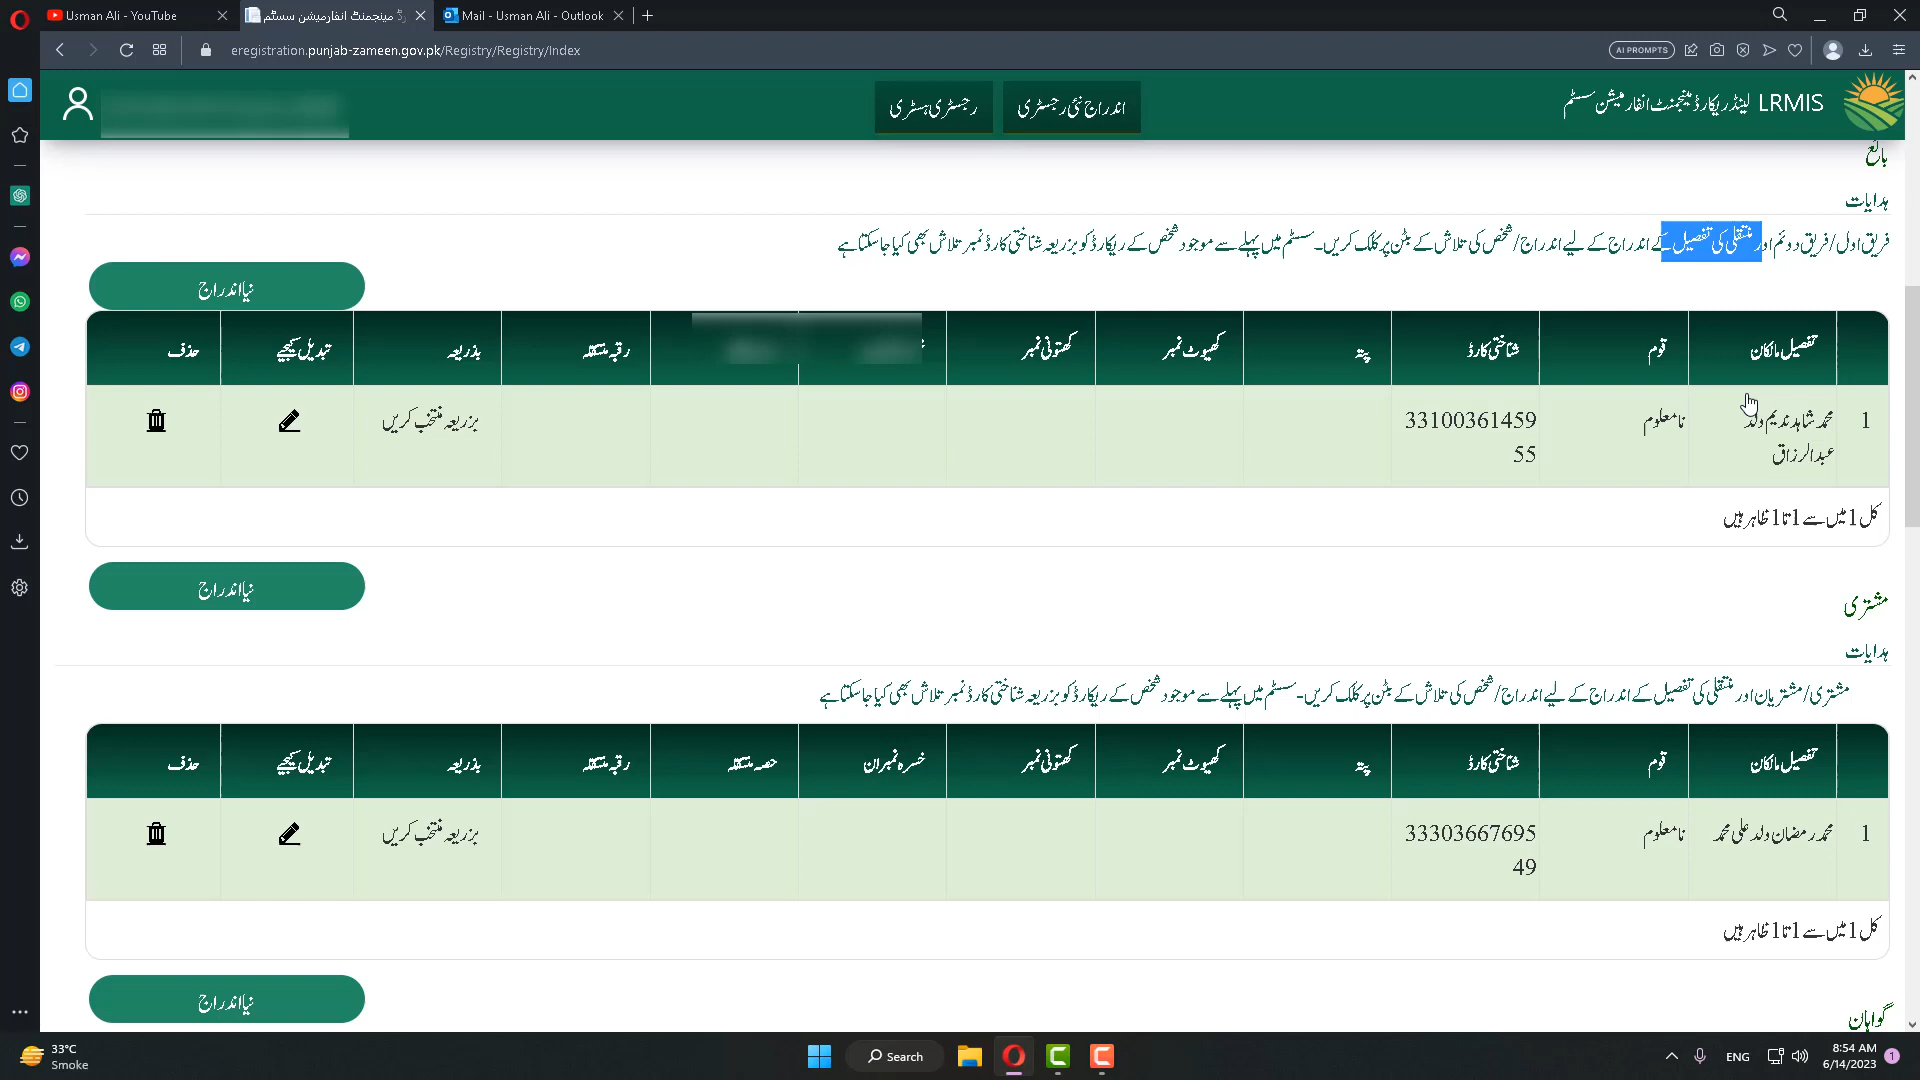 Usman Ali - YouTube
رڈ مینجمنٹ انفارمیشن سسٹم
Mail - Usman Ali - Outlook
eregistration.punjab-zameen.gov.pk/Registry/Registry/Index
AI PROMPTS
LRMIS لینڈ ریکارڈ مینجمنٹ انفارمیشن سسٹم
اندراج نئی رجسٹری
رجسٹری ہسٹری
بائع
ہدایات
فریق اول/فریق دوئم اور منتقلی کی تفصیل کے اندراج کے لیے اندراج/شخص کی تلاش کے بٹن پر کلک کریں۔ سسٹم میں پہلے سے موجود شخص کے ریکارڈ کو بزریعہ شناختی کارڈ نمبر تلاش بھی کیا جاسکتا ہے
نیا اندراج
تفصیل مالکان قوم شناختی کارڈ پتہ کھیوٹ نمبر کھتونی نمبر رقبہ منتقلہ بذریعہ تبدیل کیجیے حذف
1 محمد شاہد ندیم ولد نامعلوم 33100361459 بزریعہ منتخب کریں
عبدالرزاق 55
کل 1 میں سے 1 تا 1 ظاہر ہیں
نیا اندراج
مشتری
ہدایات
مشتری/مشتریان اور منتقلی کی تفصیل کے اندراج کے لیے اندراج/شخص کی تلاش کے بٹن پر کلک کریں۔ سسٹم میں پہلے سے موجود شخص کے ریکارڈ کو بزریعہ شناختی کارڈ نمبر تلاش بھی کیا جاسکتا ہے
تفصیل مالکان قوم شناختی کارڈ پتہ کھیوٹ نمبر کھتونی نمبر خسرہ نمبران حصہ منتقلہ رقبہ منتقلہ بذریعہ تبدیل کیجیے حذف
1 محمد رمضان ولد علی محمد نامعلوم 33303667695 بزریعہ منتخب کریں
49
کل 1 میں سے 1 تا 1 ظاہر ہیں
نیا اندراج
گواہان
33°C
Smoke
Search
ENG
8:54 AM
6/14/2023
1